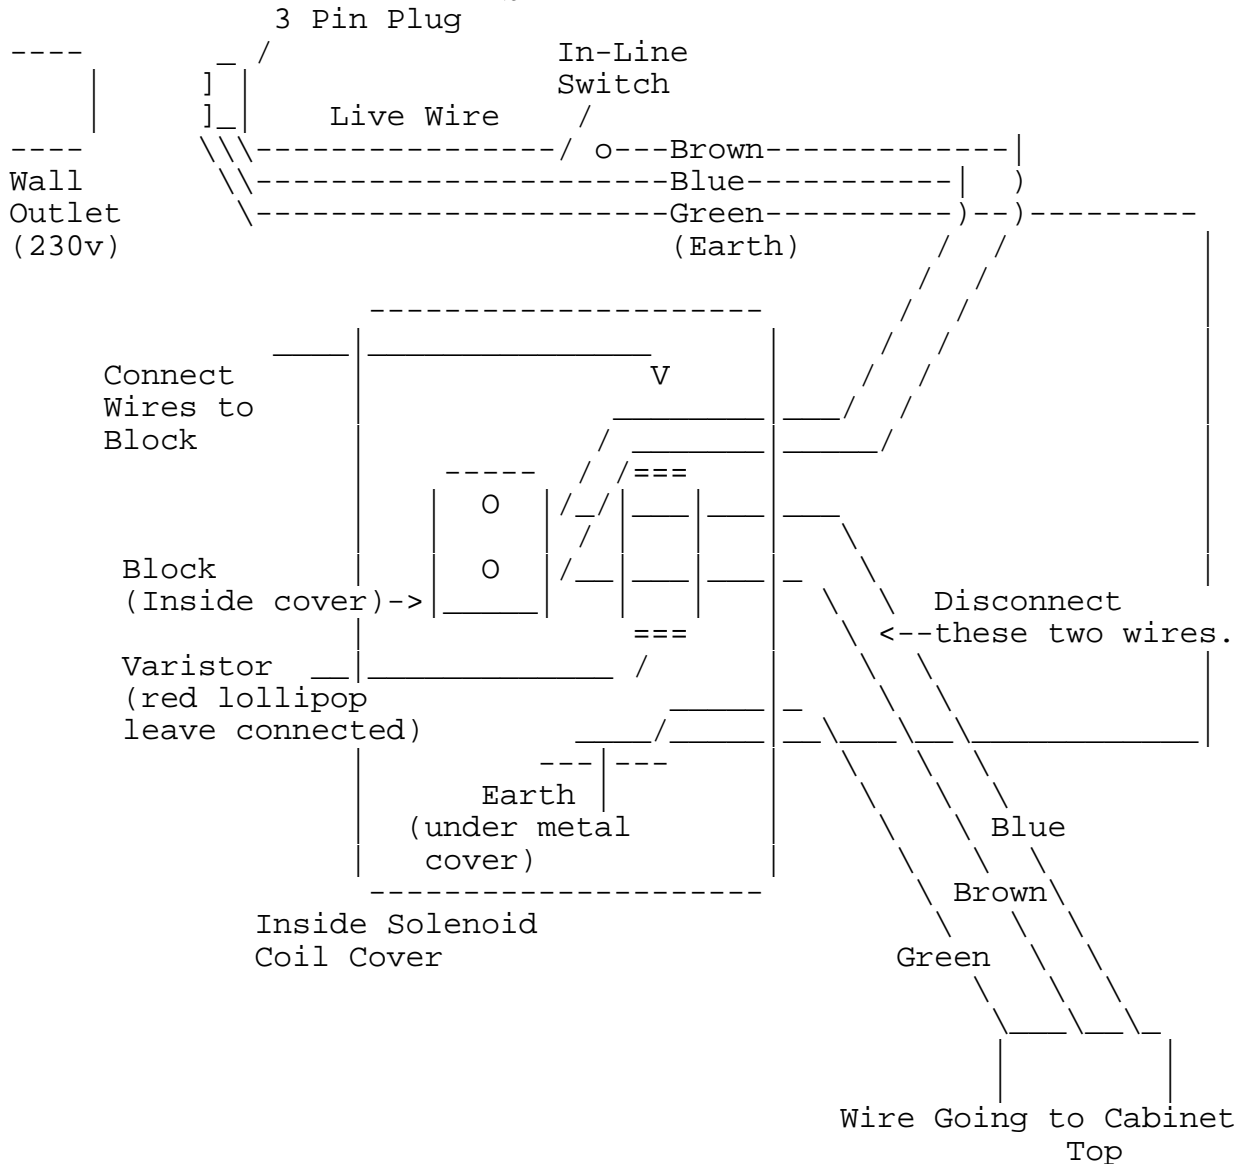 3 Pin Plug
In-Line
Switch
Live Wire
Brown
Wall
Blue
Outlet
Green
(230v)
(Earth)
Connect
V
Wires to
Block
O
Block
O
(Inside cover)->
Disconnect
<--these two wires.
Varistor
(red lollipop
leave connected)
Earth
(under metal
cover)
Blue
Brown
Inside Solenoid
Coil Cover
Green
Wire Going to Cabinet
Top